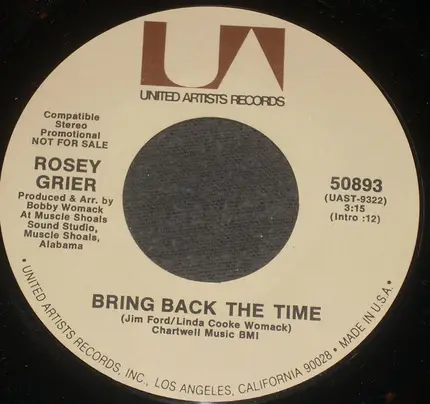 UA
UNITED ARTISTS RECORDS
Compatible
Stereo
Promotional
NOT FOR SALE
ROSEY
GRIER
Produced & Arr. by
Bobby Womack
At Muscle Shoals
Sound Studio,
Muscle Shoals,
Alabama
50893
(UAST-9322)
3:15
(Intro :12)
BRING BACK THE TIME
(Jim Ford/Linda Cooke Womack)
Chartwell Music BMI
• UNITED ARTISTS RECORDS, INC., LOS ANGELES, CALIFORNIA 90028 • MADE IN U.S.A. •